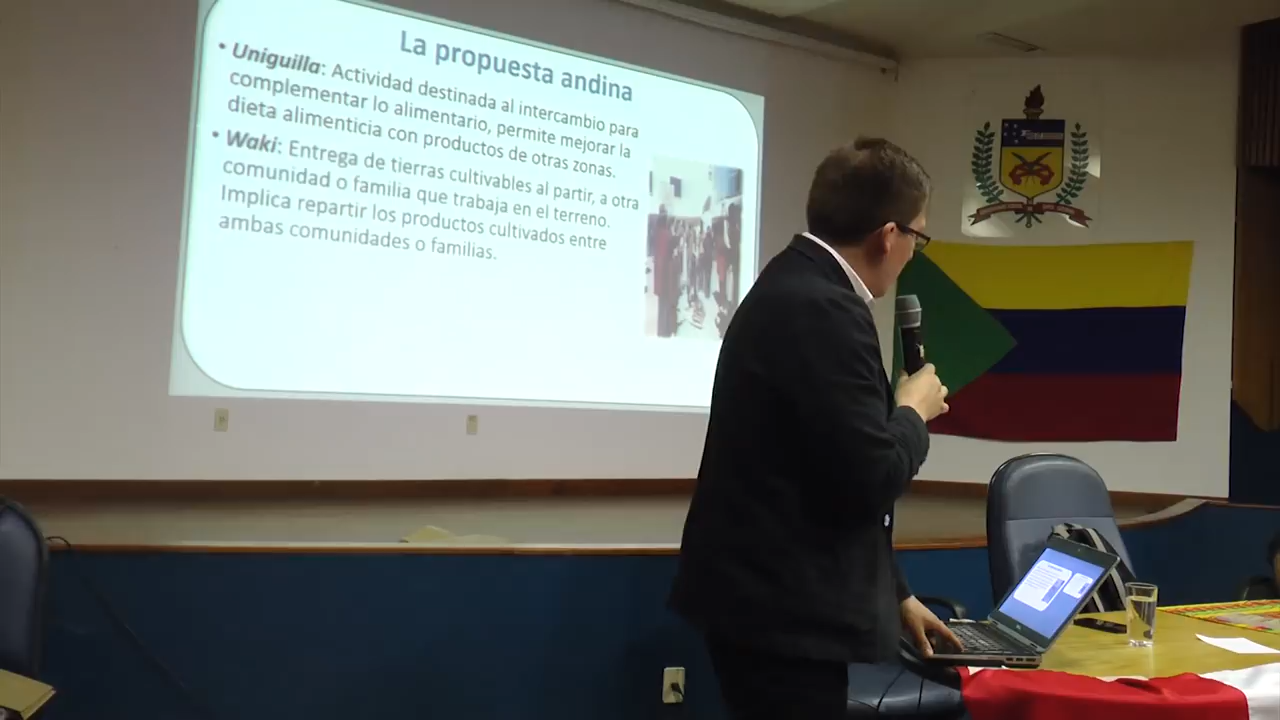 La propuesta andina
• Uniguilla: Actividad destinada al intercambio para
complementar lo alimentario, permite mejorar la
dieta alimenticia con productos de otras zonas.
• Waki: Entrega de tierras cultivables al partir, a otra
comunidad o familia que trabaja en el terreno.
Implica repartir los productos cultivados entre
ambas comunidades o familias.